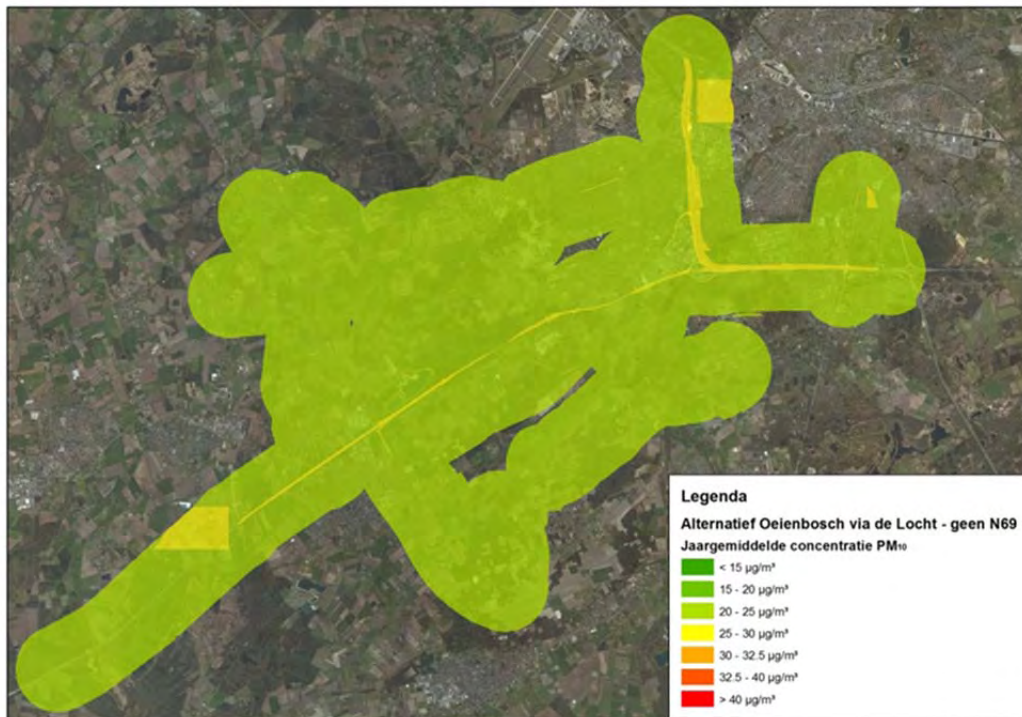 Legenda
Alternatief Oeienbosch via de Locht - geen N69
Jaargemiddelde concentratie PM₁₀
< 15 µg/m³
15 - 20 µg/m³
20 - 25 µg/m³
25 - 30 µg/m³
30 - 32.5 µg/m³
32.5 - 40 µg/m³
> 40 µg/m³